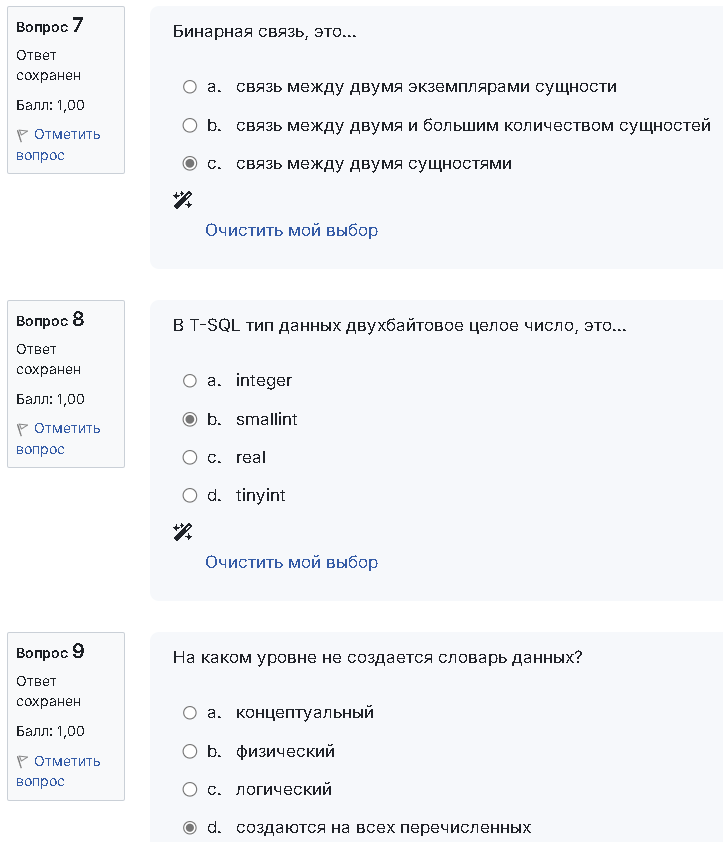 Вопрос 7
Ответ
сохранен
Балл: 1,00
Отметить
вопрос
Бинарная связь, это...
a. связь между двумя экземплярами сущности
b. связь между двумя и большим количеством сущностей
c. связь между двумя сущностями
Очистить мой выбор
Вопрос 8
Ответ
сохранен
Балл: 1,00
Отметить
вопрос
В T-SQL тип данных двухбайтовое целое число, это...
a. integer
b. smallint
c. real
d. tinyint
Очистить мой выбор
Вопрос 9
Ответ
сохранен
Балл: 1,00
Отметить
вопрос
На каком уровне не создается словарь данных?
a. концептуальный
b. физический
c. логический
d. создаются на всех перечисленных